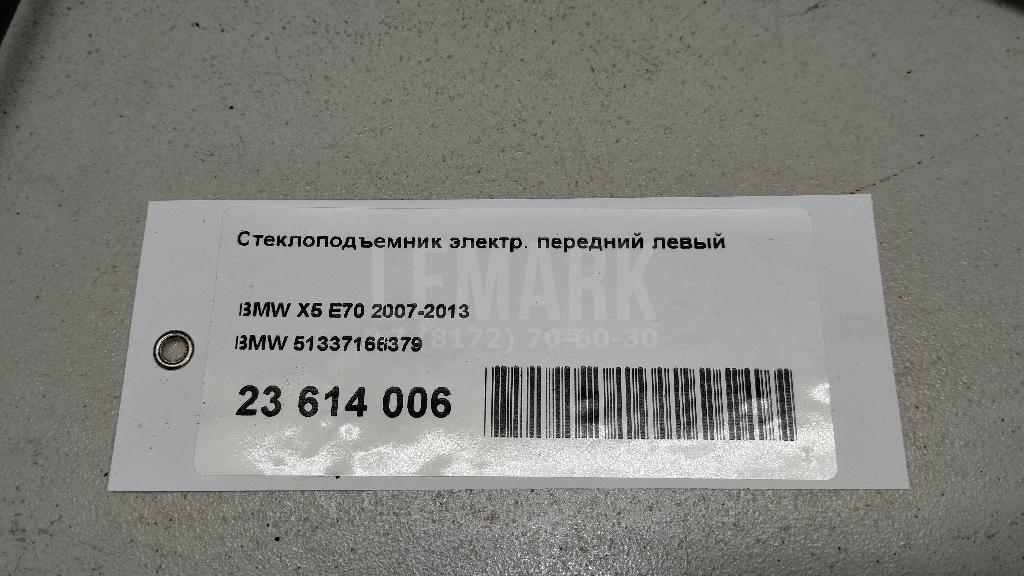 Стеклоподъемник электр. передний левый
LEMARK
BMW X5 E70 2007-2013
+7 (8172) 70-60-30
BMW 51337166379
23 614 006